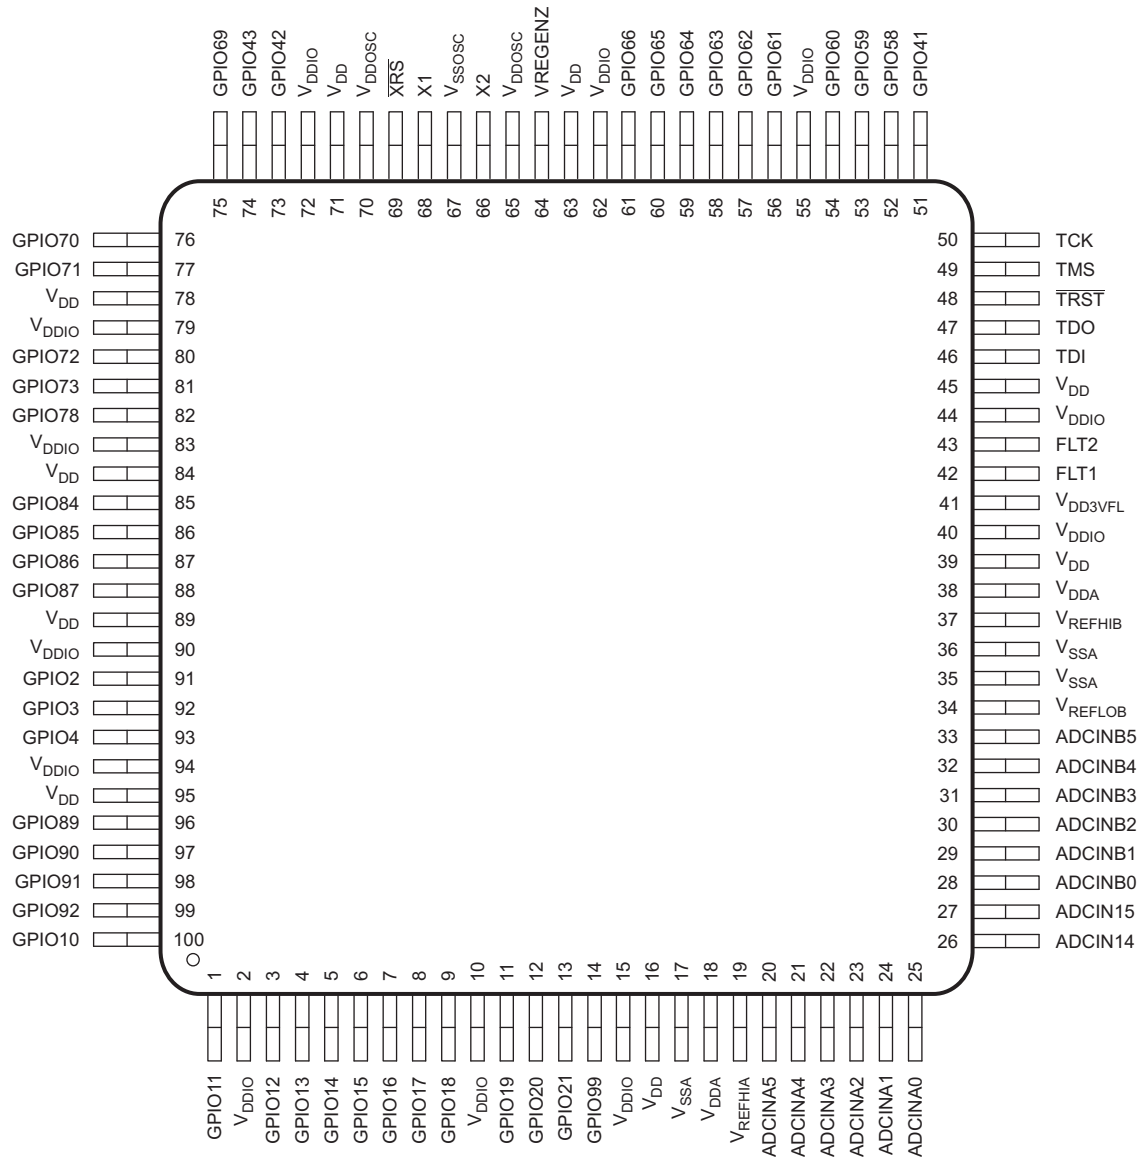 GPIO69 GPIO43 GPIO42 VDDIO VDD VDDOSC XRS X1 VSSOSC X2 VDDOSC VREGENZ VDD VDDIO GPIO66 GPIO65 GPIO64 GPIO63 GPIO62 GPIO61 VDDIO GPIO60 GPIO59 GPIO58 GPIO41
75 74 73 72 71 70 69 68 67 66 65 64 63 62 61 60 59 58 57 56 55 54 53 52 51
GPIO70 76 50 TCK
GPIO71 77 49 TMS
VDD 78 48 TRST
VDDIO 79 47 TDO
GPIO72 80 46 TDI
GPIO73 81 45 VDD
GPIO78 82 44 VDDIO
VDDIO 83 43 FLT2
VDD 84 42 FLT1
GPIO84 85 41 VDD3VFL
GPIO85 86 40 VDDIO
GPIO86 87 39 VDD
GPIO87 88 38 VDDA
VDD 89 37 VREFHIB
VDDIO 90 36 VSSA
GPIO2 91 35 VSSA
GPIO3 92 34 VREFLOB
GPIO4 93 33 ADCINB5
VDDIO 94 32 ADCINB4
VDD 95 31 ADCINB3
GPIO89 96 30 ADCINB2
GPIO90 97 29 ADCINB1
GPIO91 98 28 ADCINB0
GPIO92 99 27 ADCIN15
GPIO10 100 26 ADCIN14
1 2 3 4 5 6 7 8 9 10 11 12 13 14 15 16 17 18 19 20 21 22 23 24 25
GPIO11 VDDIO GPIO12 GPIO13 GPIO14 GPIO15 GPIO16 GPIO17 GPIO18 VDDIO GPIO19 GPIO20 GPIO21 GPIO99 VDDIO VDD VSSA VDDA VREFHIA ADCINA5 ADCINA4 ADCINA3 ADCINA2 ADCINA1 ADCINA0